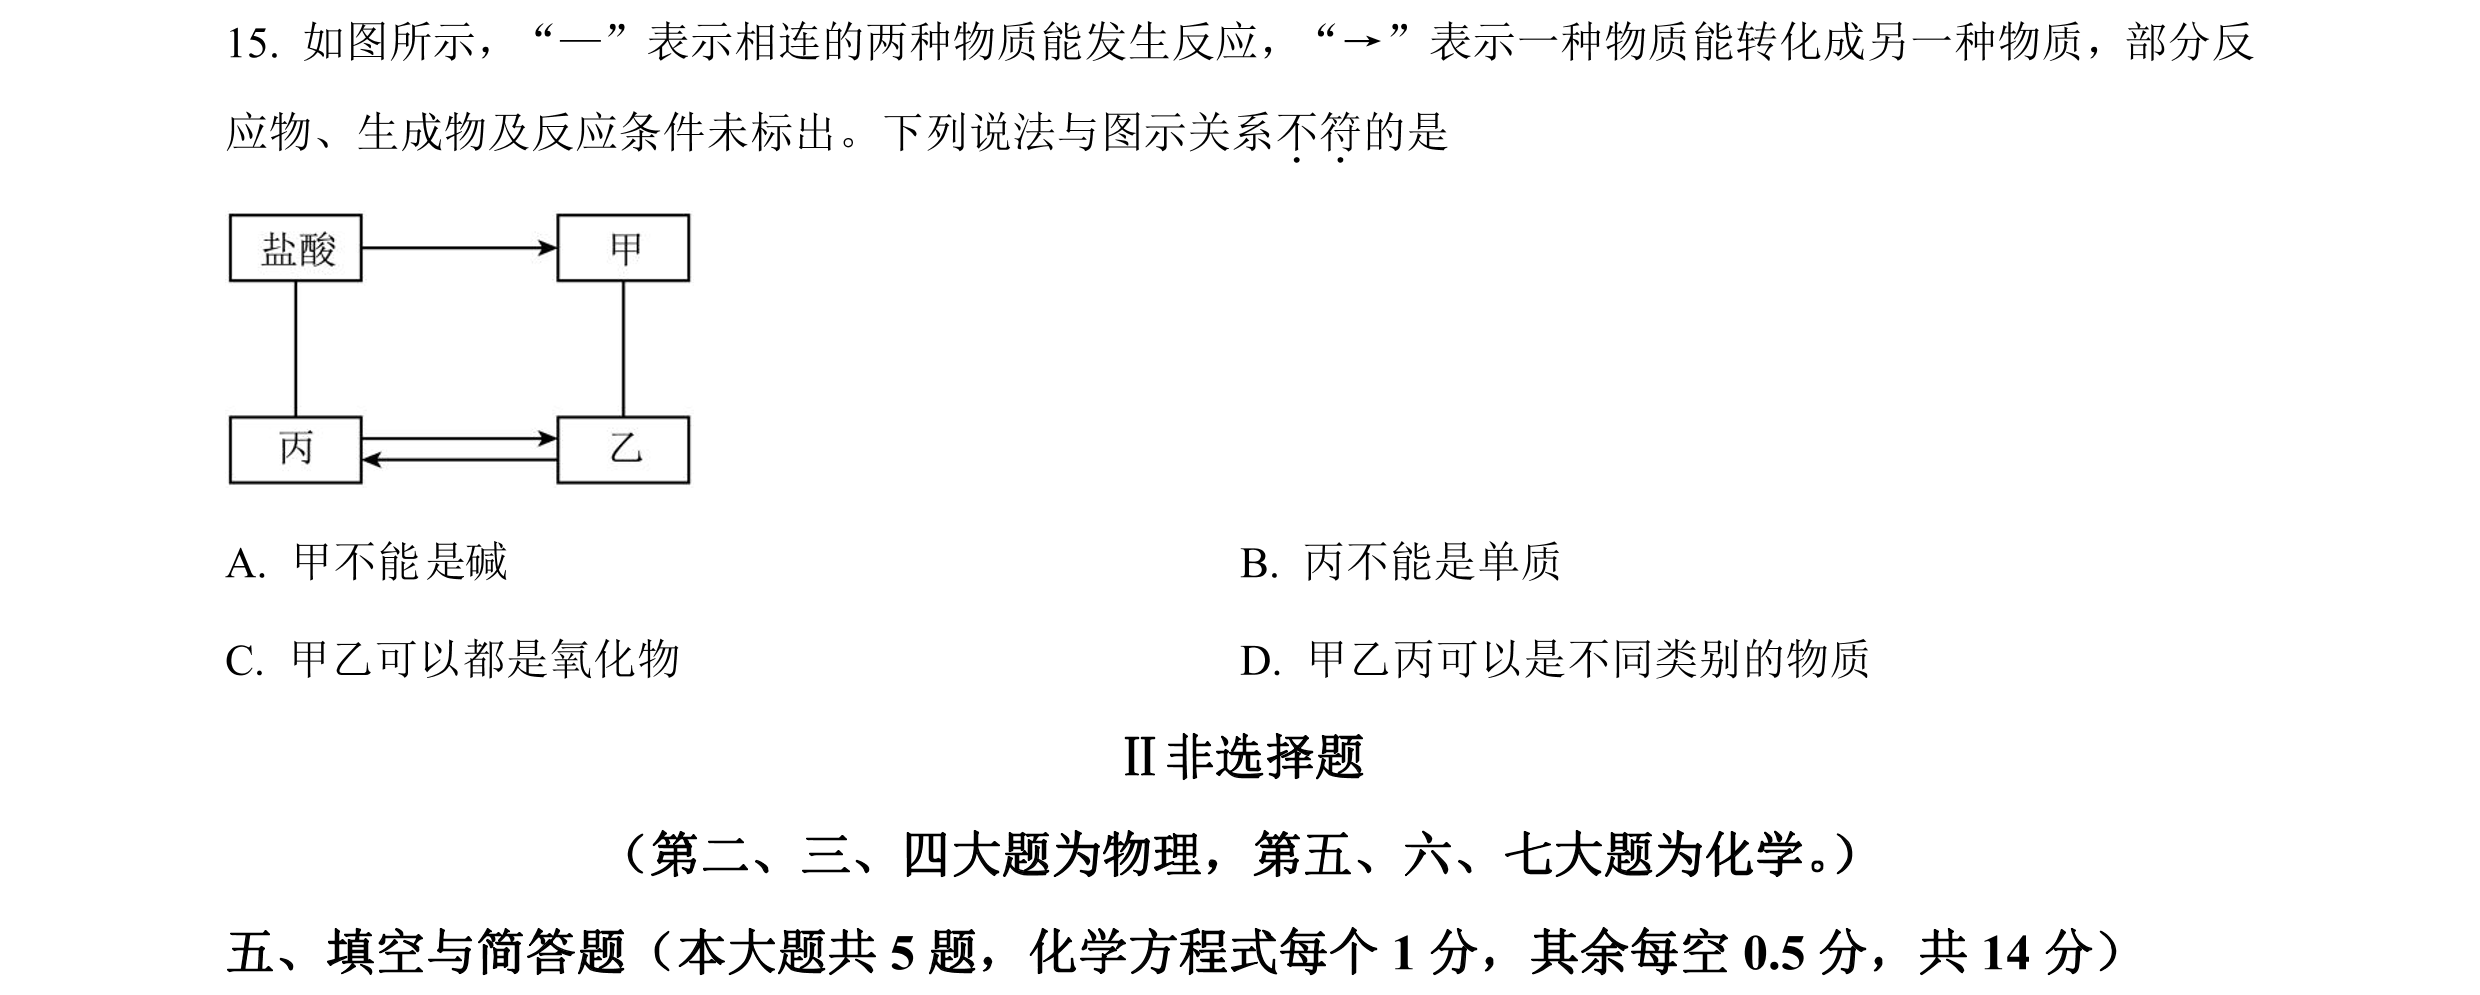 15. 如图所示，“—”表示相连的两种物质能发生反应，“→”表示一种物质能转化成另一种物质，部分反
应物、生成物及反应条件未标出。下列说法与图示关系不符的是
盐酸
甲
丙
乙
A. 甲不能是碱
B. 丙不能是单质
C. 甲乙可以都是氧化物
D. 甲乙丙可以是不同类别的物质
Ⅱ非选择题
（第二、三、四大题为物理，第五、六、七大题为化学。）
五、填空与简答题（本大题共 5 题，化学方程式每个 1 分，其余每空 0.5 分，共 14 分）